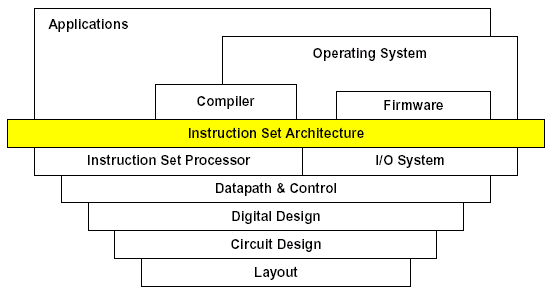 Applications
Operating System
Compiler
Firmware
Instruction Set Architecture
Instruction Set Processor
I/O System
Datapath & Control
Digital Design
Circuit Design
Layout